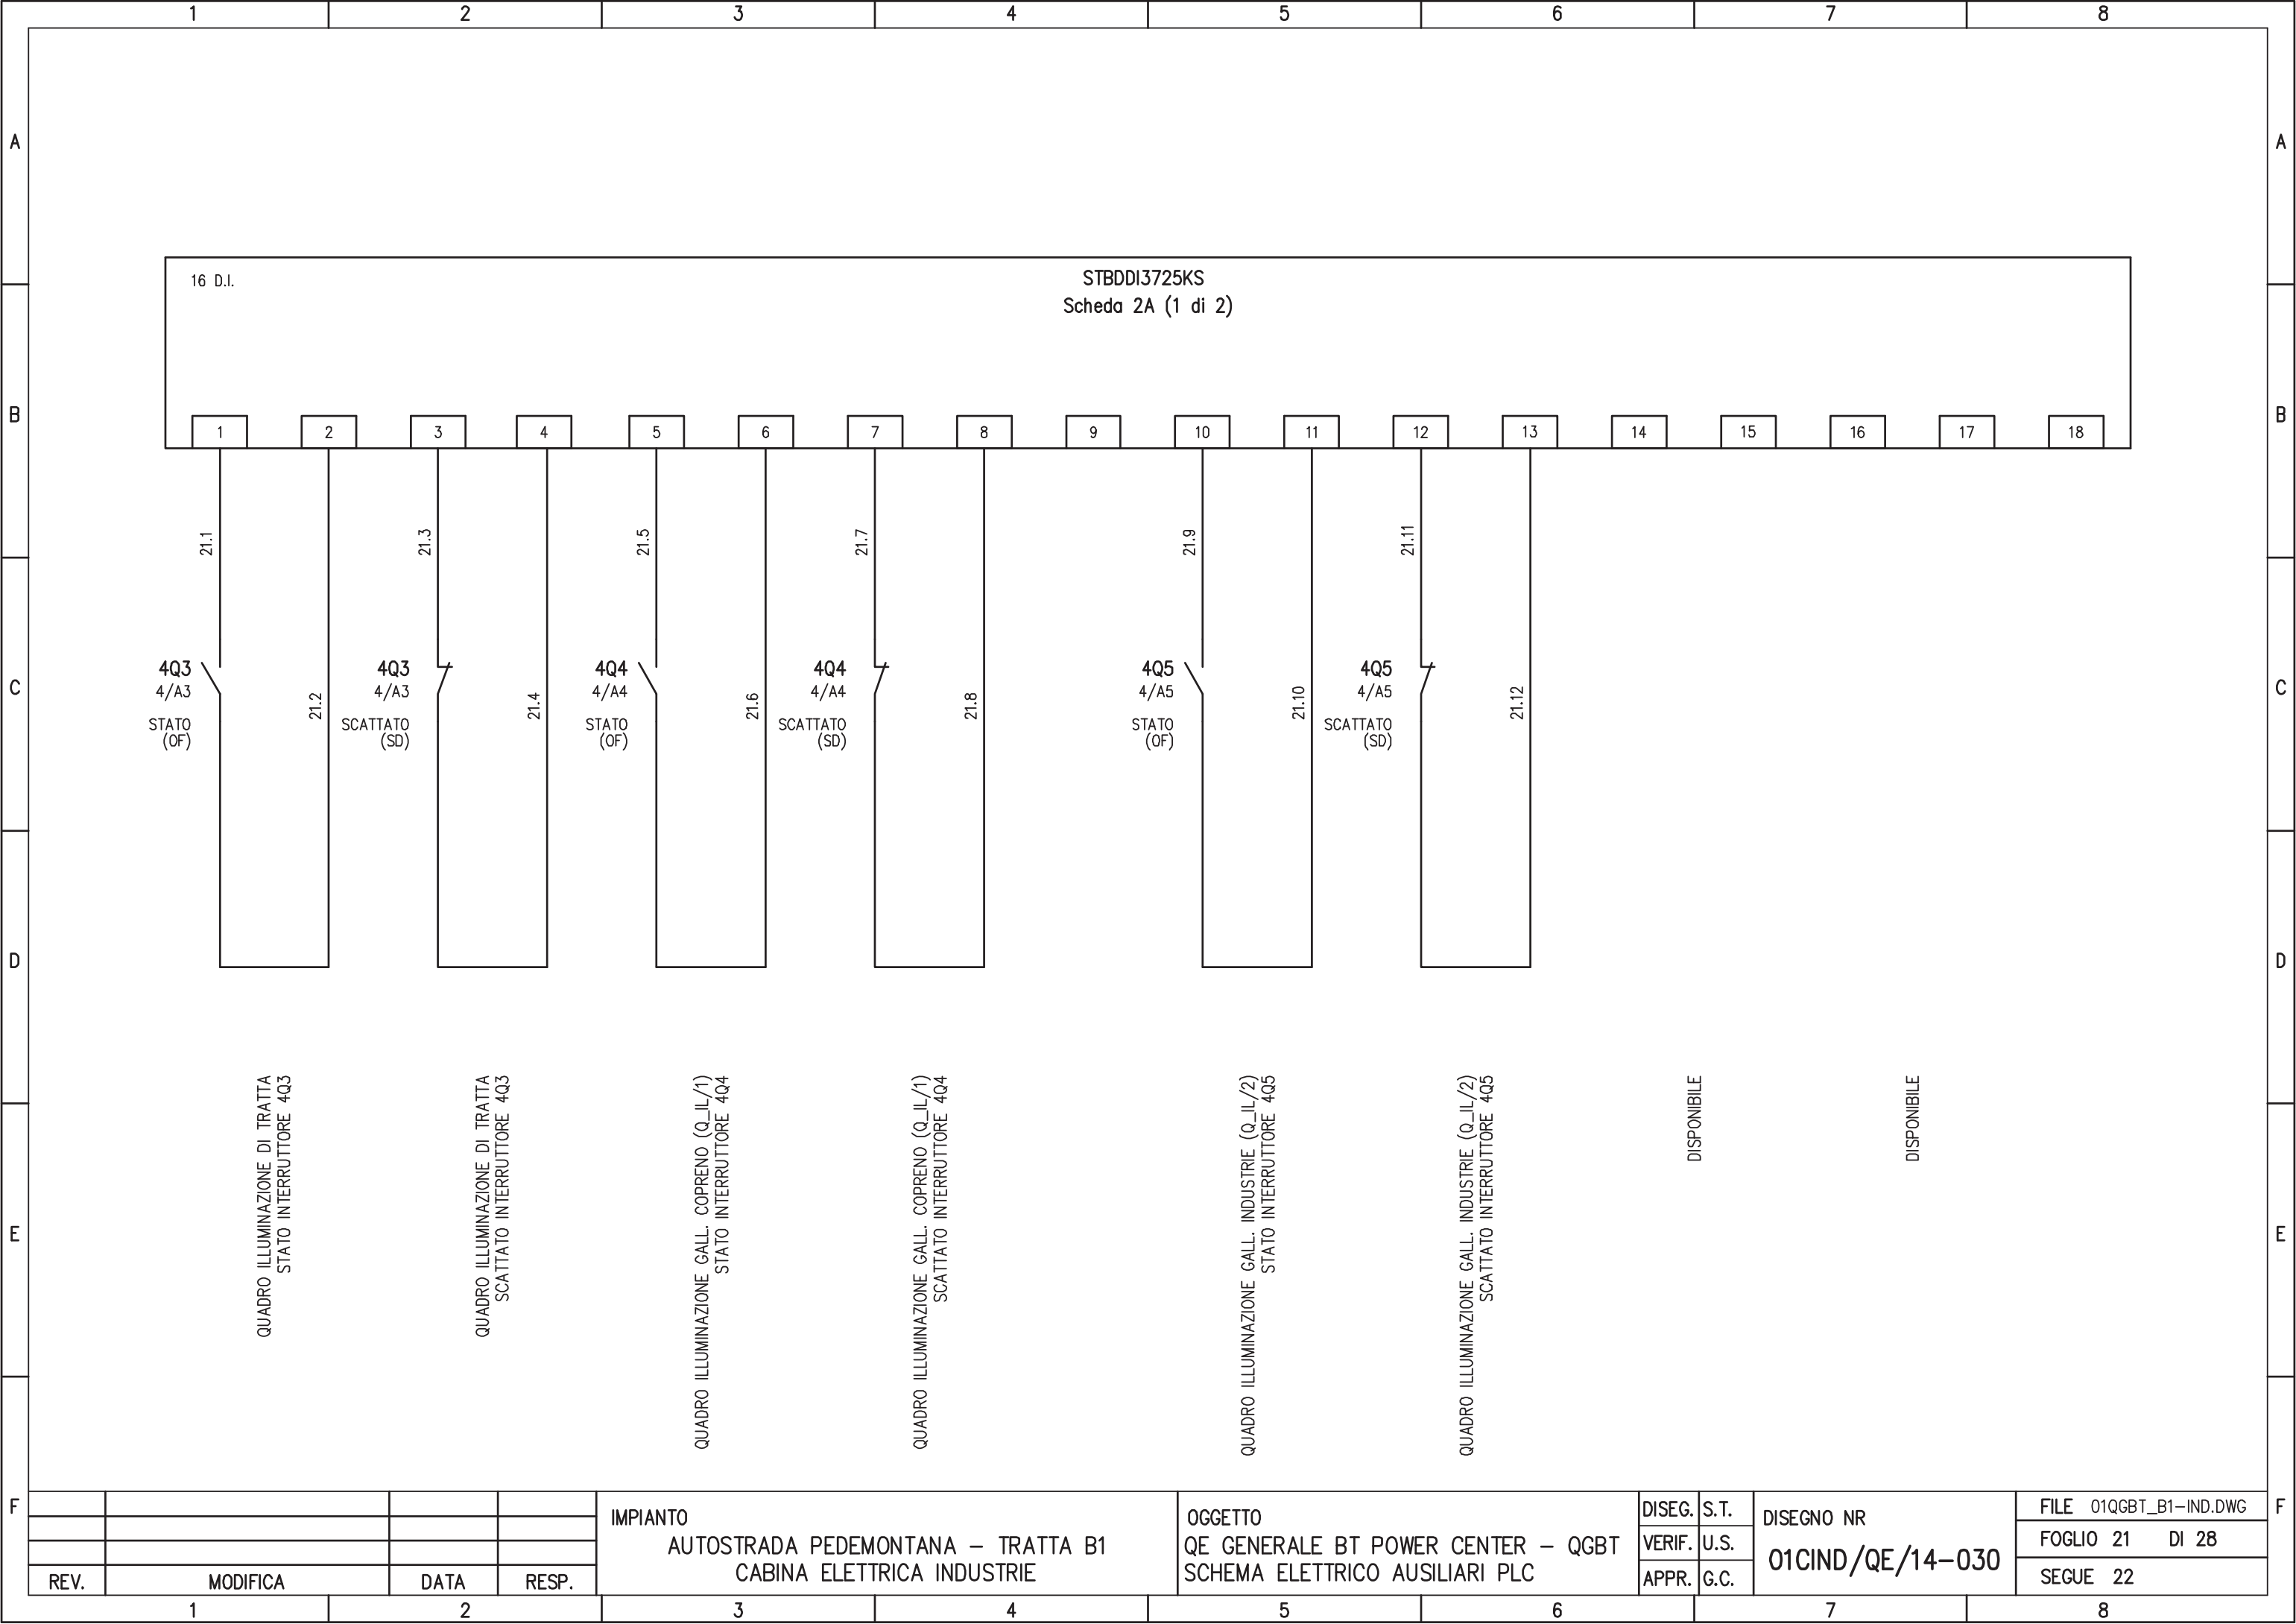 1 2 3 4 5 6 7 8
A A
16 D.I.
STBDDI3725KS
Scheda 2A (1 di 2)
B B
1 2 3 4 5 6 7 8 9 10 11 12 13 14 15 16 17 18
21.1 21.3 21.5 21.7 21.9 21.11
C C
4Q3
4/A3
STATO
(OF)
21.2
4Q3
4/A3
SCATTATO
(SD)
21.4
4Q4
4/A4
STATO
(OF)
21.6
4Q4
4/A4
SCATTATO
(SD)
21.8
4Q5
4/A5
STATO
(OF)
21.10
4Q5
4/A5
SCATTATO
(SD)
21.12
D D
QUADRO ILLUMINAZIONE DI TRATTA
STATO INTERRUTTORE 4Q3
QUADRO ILLUMINAZIONE DI TRATTA
SCATTATO INTERRUTTORE 4Q3
QUADRO ILLUMINAZIONE GALL. COPRENO (Q_IL/1)
STATO INTERRUTTORE 4Q4
QUADRO ILLUMINAZIONE GALL. COPRENO (Q_IL/1)
SCATTATO INTERRUTTORE 4Q4
QUADRO ILLUMINAZIONE GALL. INDUSTRIE (Q_IL/2)
STATO INTERRUTTORE 4Q5
QUADRO ILLUMINAZIONE GALL. INDUSTRIE (Q_IL/2)
SCATTATO INTERRUTTORE 4Q5
DISPONIBILE
DISPONIBILE
E E
F F
REV. MODIFICA DATA RESP.
IMPIANTO
AUTOSTRADA PEDEMONTANA – TRATTA B1
CABINA ELETTRICA INDUSTRIE
OGGETTO
QE GENERALE BT POWER CENTER – QGBT
SCHEMA ELETTRICO AUSILIARI PLC
DISEG. S.T.
VERIF. U.S.
APPR. G.C.
DISEGNO NR
01CIND/QE/14-030
FILE 01QGBT_B1-IND.DWG
FOGLIO 21 DI 28
SEGUE 22
1 2 3 4 5 6 7 8